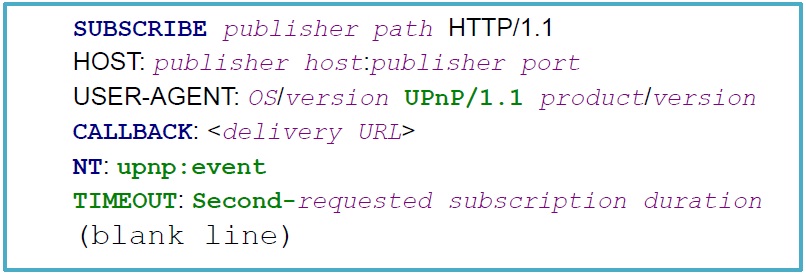 SUBSCRIBE publisher path HTTP/1.1
HOST: publisher host:publisher port
USER-AGENT: OS/version UPnP/1.1 product/version
CALLBACK: <delivery URL>
NT: upnp:event
TIMEOUT: Second-requested subscription duration
(blank line)